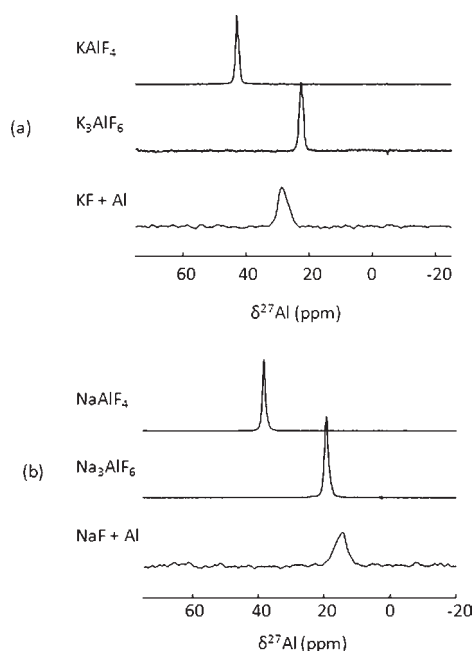 KAlF₄
(a)
K₃AlF₆
KF + Al
60 40 20 0 -20
δ²⁷Al (ppm)
NaAlF₄
(b)
Na₃AlF₆
NaF + Al
60 40 20 0 -20
δ²⁷Al (ppm)